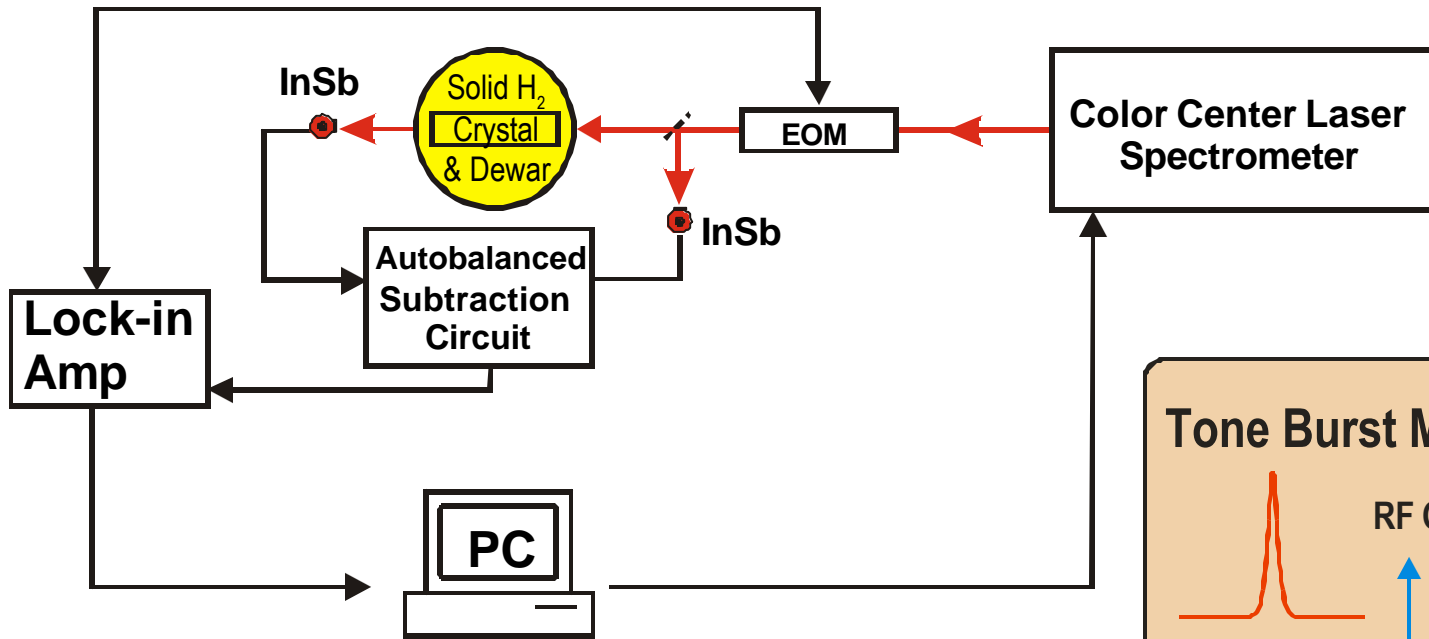 InSb
Solid H2
Crystal
& Dewar
EOM
Color Center Laser
Spectrometer
InSb
Autobalanced
Subtraction
Circuit
Lock-in
Amp
PC
Tone Burst
RF